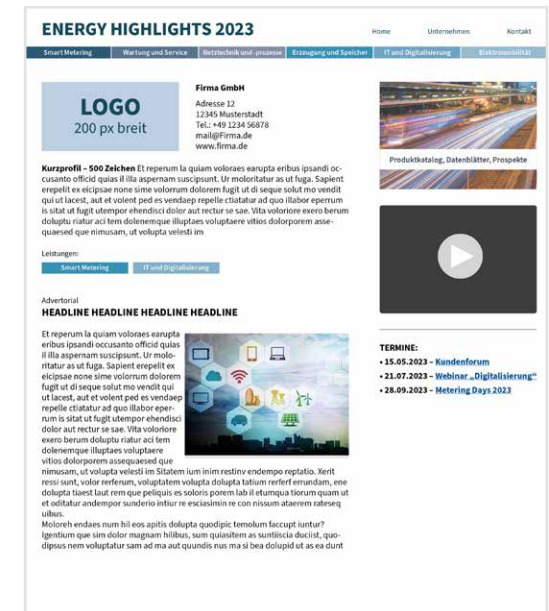 ENERGY HIGHLIGHTS 2023
Home Unternehmen Kontakt
Smart Metering Wartung und Service Netztechnik und -prozesse Erzeugung und Speicher IT und Digitalisierung Elektromobilität
LOGO
200 px breit
Firma GmbH
Adresse 12
12345 Musterstadt
Tel.: +49 1234 56878
mail@Firma.de
www.firma.de
Kurzprofil – 500 Zeichen Et reperum la quiam voloraes earupta eribus ipsandi oc-
cusanto officid quias il illa aspernam suscipsunt. Ur moloritatur as ut fuga. Sapient
erepelit ex eicipsae none sime volorrum dolorem fugit ut di seque solut mo vendit
qui ut lacest, aut et volent ped es vendaep repelle ctiatatur ad quo illabor eperrum
is sitat ut fugit utempor ehendisci dolor aut rectur se sae. Vita voloriore exero berum
doluptu riatur aci tem dolenemque illuptaes voluptaere vitios dolorporem asse-
quaesed que nimusam, ut volupta velesti im
Leistungen:
Smart Metering IT und Digitalisierung
Advertorial
HEADLINE HEADLINE HEADLINE HEADLINE
Et reperum la quiam voloraes earupta
eribus ipsandi occusanto officid quias
il illa aspernam suscipsunt. Ur molo-
ritatur as ut fuga. Sapient erepelit ex
eicipsae none sime volorrum dolorem
fugit ut di seque solut mo vendit qui
ut lacest, aut et volent ped es vendaep
repelle ctiatatur ad quo illabor eper-
rum is sitat ut fugit utempor ehendisci
dolor aut rectur se sae. Vita voloriore
exero berum doluptu riatur aci tem
dolenemque illuptaes voluptaere
vitios dolorporem assequaesed que
nimusam, ut volupta velesti im Sitatem ium inim restinv endempo reptatio. Xerit
ressi sunt, volor rerferum, voluptatem volupta dolupta tatium rerferf errundam, ene
dolupta tiaest laut rem que peliquis es soloris porem lab il etumqua tiorum quam ut
et oditatur andempor sunderio intiur re esciasimin re con nissum ataerem rateseq
uibus.
Moloreh endaes num hil eos apitis dolupta quodipic temolum faccupt iuntur?
Igentium que sim dolor magnam hilibus, sum quiasitem as suntiiscia duciist, quo-
dipsus nem voluptatur sam ad ma aut quundis nus ma si bea dolupid ut as ea dunt
Produktkatalog, Datenblätter, Prospekte
TERMINE:
• 15.05.2023 – Kundenforum
• 21.07.2023 – Webinar „Digitalisierung“
• 28.09.2023 – Metering Days 2023